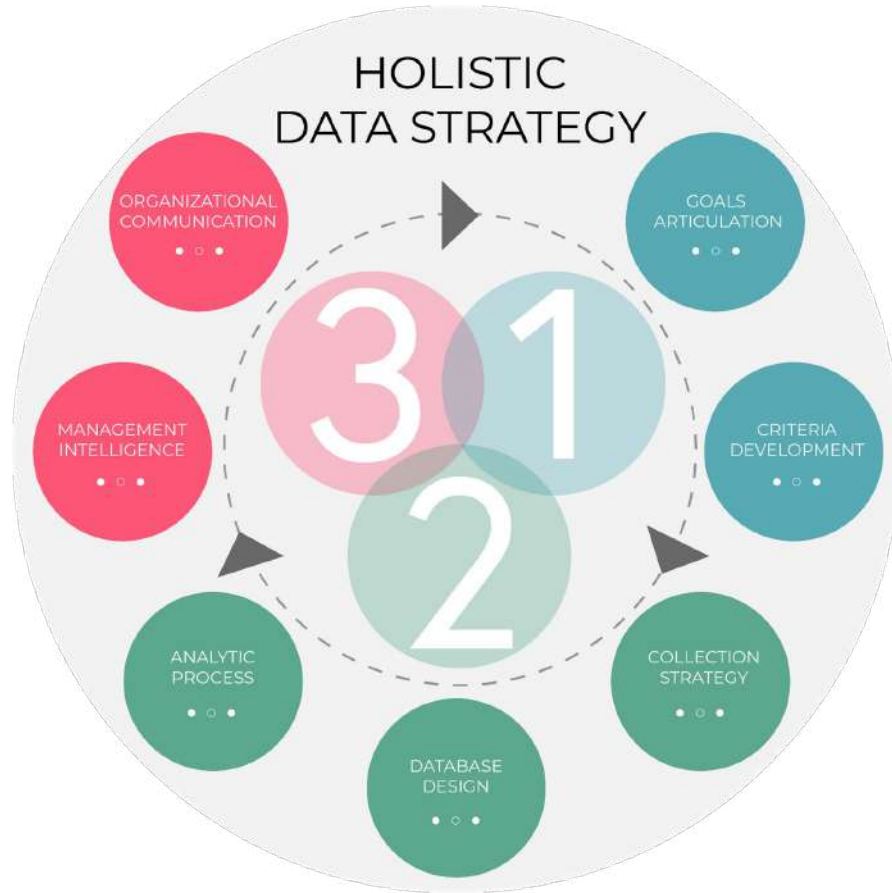 HOLISTIC
DATA STRATEGY
ORGANIZATIONAL
COMMUNICATION
GOALS
ARTICULATION
3
1
MANAGEMENT
INTELLIGENCE
CRITERIA
DEVELOPMENT
2
ANALYTIC
PROCESS
COLLECTION
STRATEGY
DATABASE
DESIGN